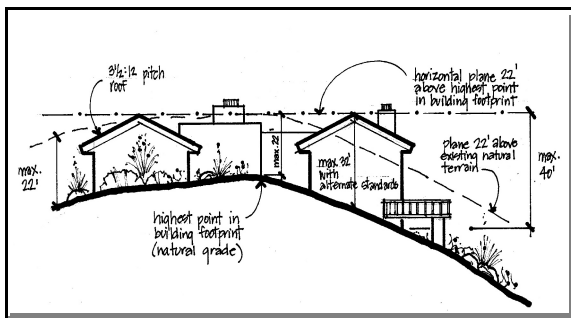 3½:12 pitch
roof
horizontal plane 22'
above highest point
in building footprint
max. 22'
max. 32'
with
alternate standards
plane 22' above
existing natural
terrain
max.
40'
max.
22'
highest point in
building footprint
(natural grade)